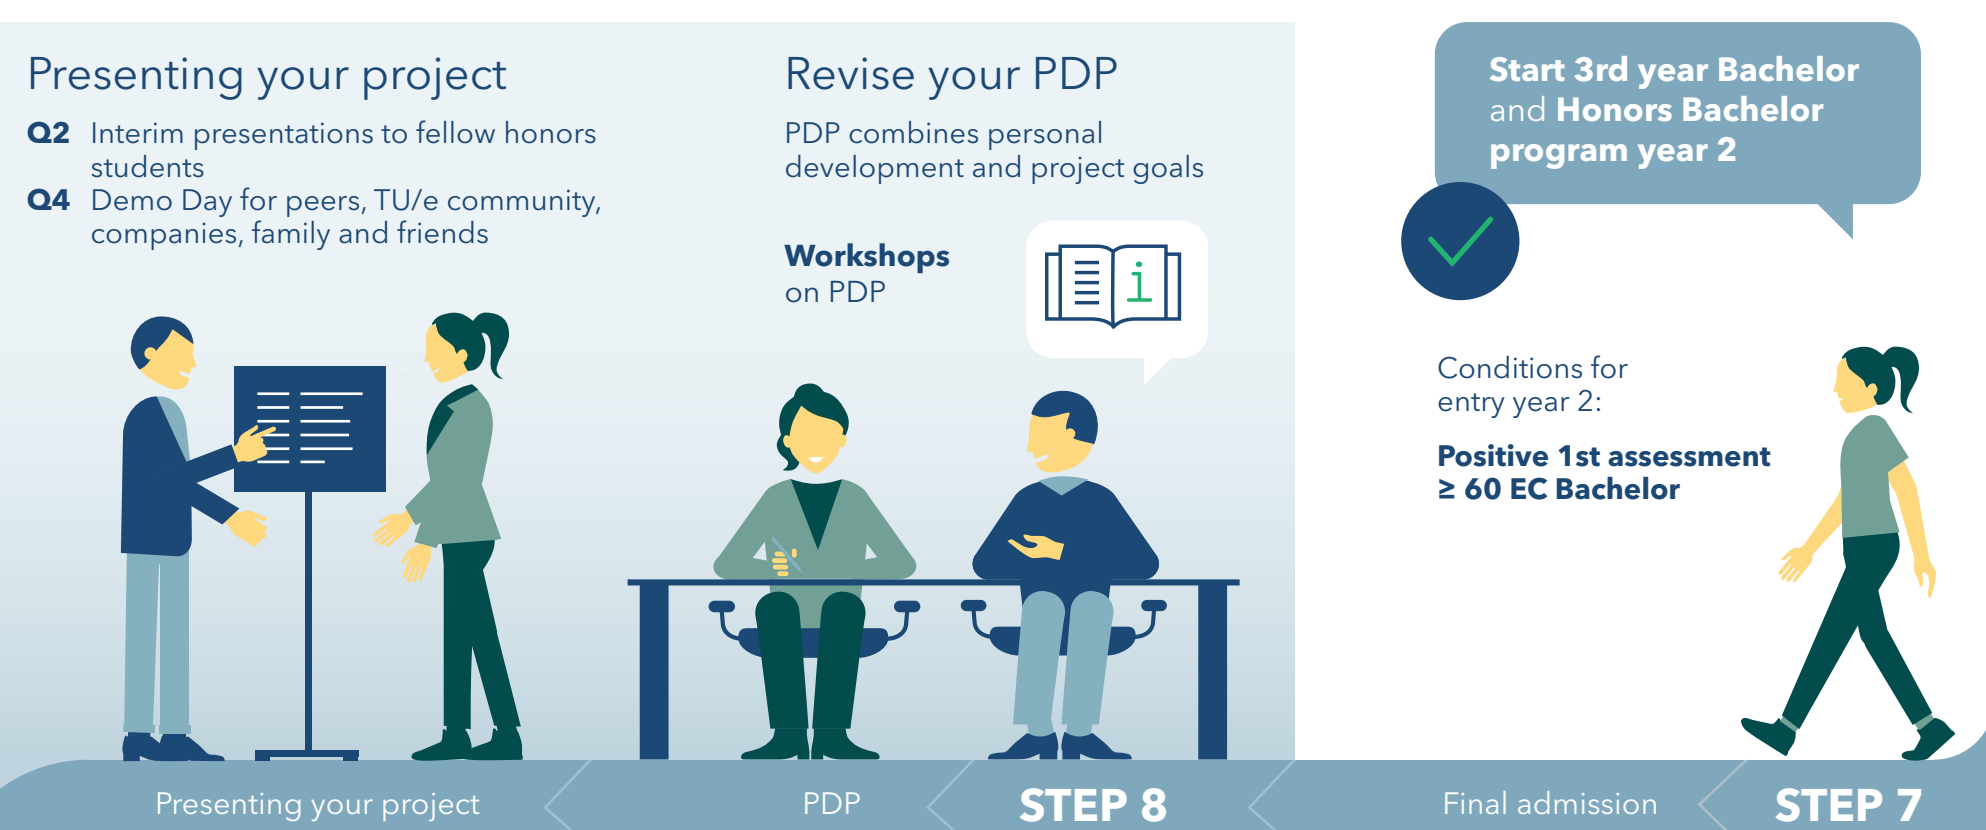 Presenting your project
Q2 Interim presentations to fellow honors
students
Q4 Demo Day for peers, TU/e community,
companies, family and friends
Revise your PDP
PDP combines personal
development and project goals
Workshops
on PDP
i
Start 3rd year Bachelor
and Honors Bachelor
program year 2
Conditions for
entry year 2:
Positive 1st assessment
≥ 60 EC Bachelor
Presenting your project
PDP
STEP 8
Final admission
STEP 7